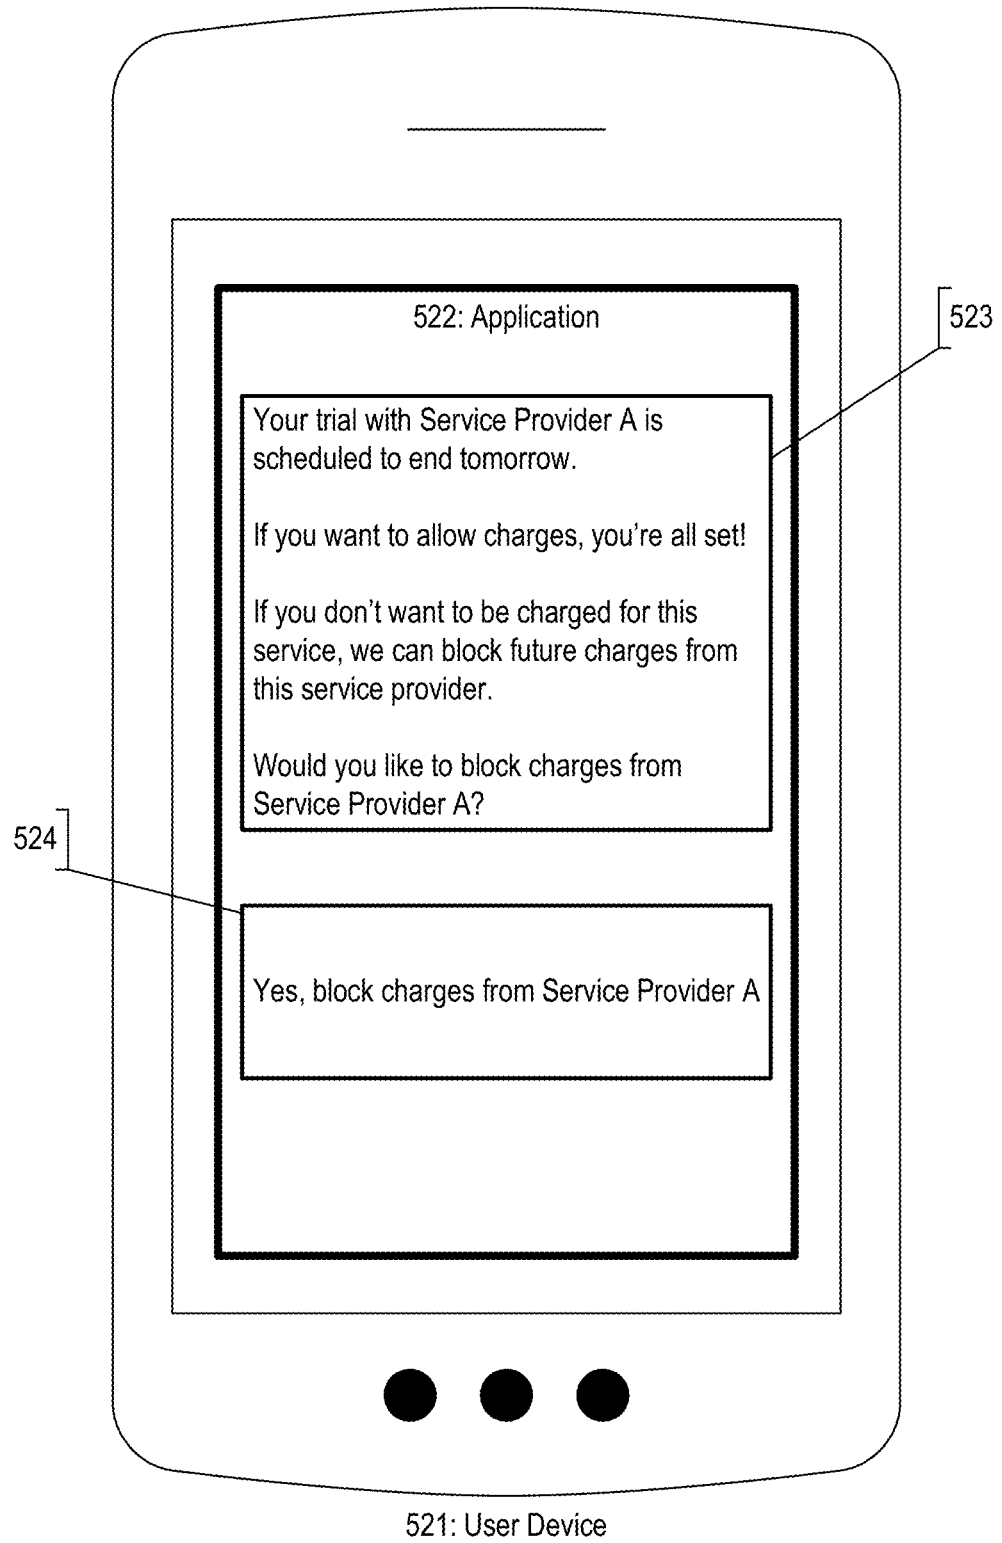 522: Application
523
Your trial with Service Provider A is
scheduled to end tomorrow.
If you want to allow charges, you're all set!
If you don't want to be charged for this
service, we can block future charges from
this service provider.
Would you like to block charges from
Service Provider A?
524
Yes, block charges from Service Provider A
521: User Device